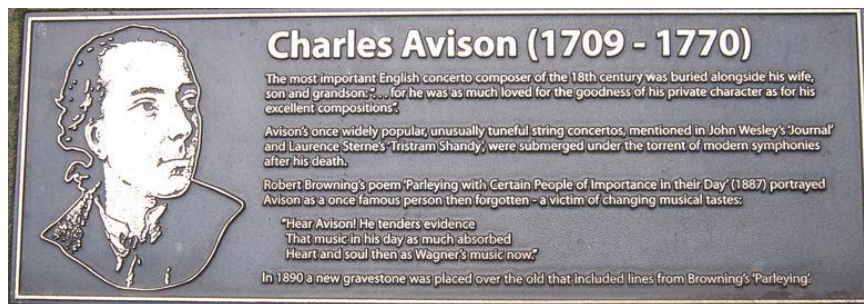 Charles Avison (1709 - 1770)
The most important English concerto composer of the 18th century was buried alongside his wife,
son and grandson: "... for he was as much loved for the goodness of his private character as for his
excellent compositions".
Avison's once widely popular, unusually tuneful string concertos, mentioned in John Wesley's 'Journal'
and Laurence Sterne's 'Tristram Shandy', were submerged under the torrent of modern symphonies
after his death.
Robert Browning's poem 'Parleying with Certain People of Importance in their Day' (1887) portrayed
Avison as a once famous person then forgotten - a victim of changing musical tastes:
"Hear Avison! He tenders evidence
That music in his day as much absorbed
Heart and soul then as Wagner's music now."
In 1890 a new gravestone was placed over the old that included lines from Browning's 'Parleying'.